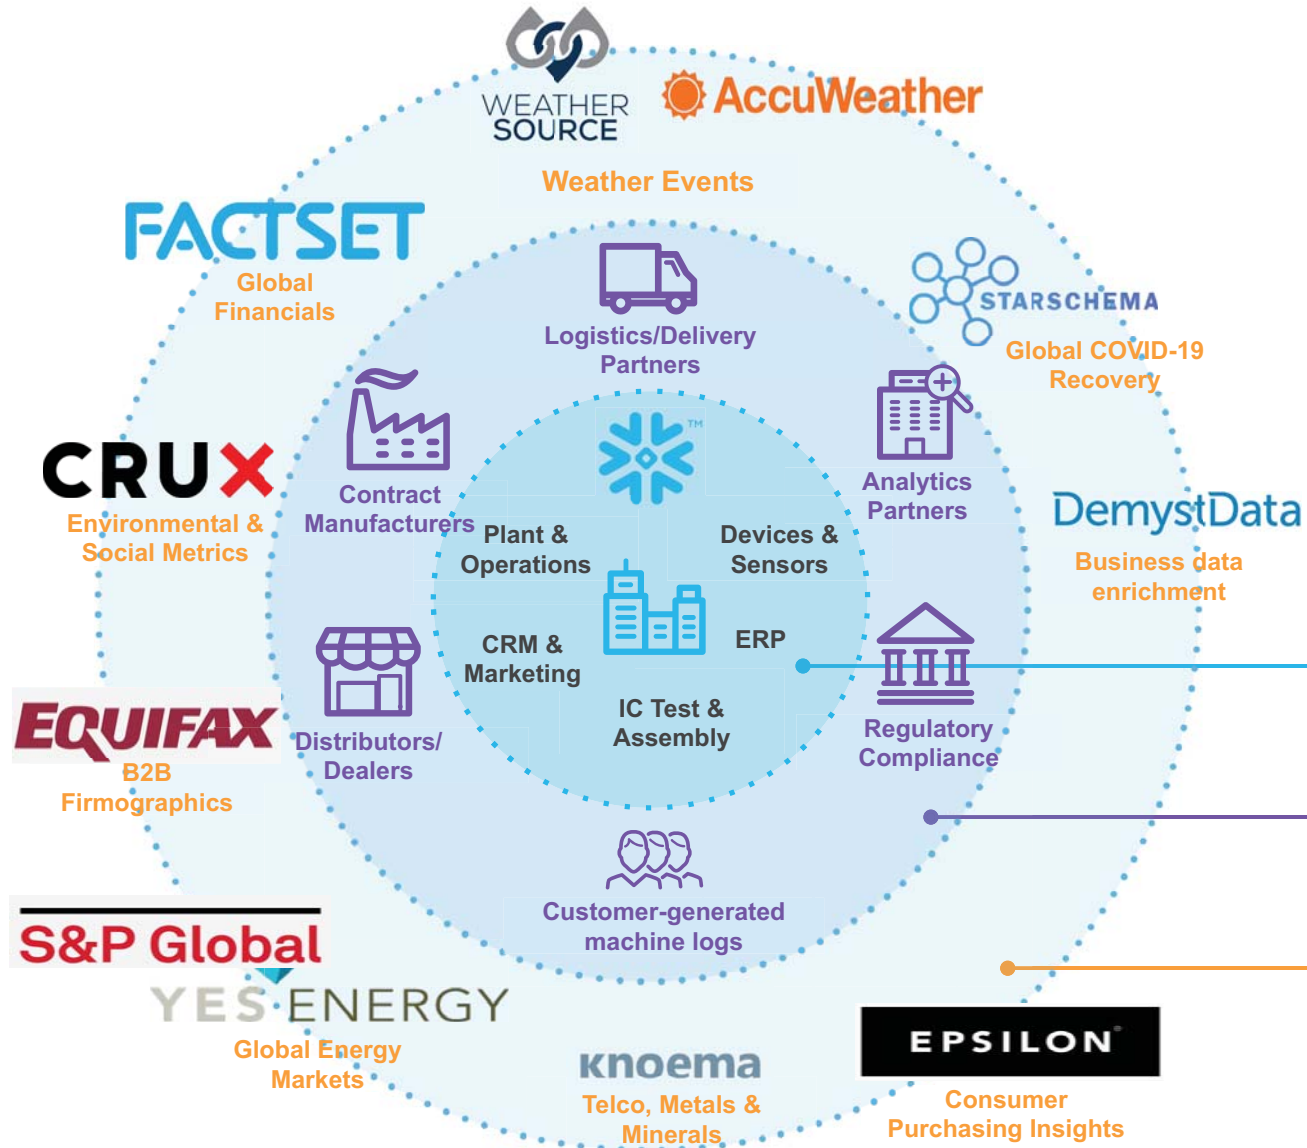 WEATHER
SOURCE
AccuWeather
Weather Events
FACTSET
Global
Financials
Logistics/Delivery
Partners
STARSCHEMA
Global COVID-19
Recovery
CRUX
Environmental &
Social Metrics
Contract
Manufacturers
TM
Analytics
Partners
DemystData
Business data
enrichment
Plant &
Operations
Devices &
Sensors
CRM &
Marketing
ERP
IC Test &
Assembly
EQUIFAX
B2B
Firmographics
Distributors/
Dealers
Regulatory
Compliance
Customer-generated
machine logs
S&P Global
YES ENERGY
Global Energy
Markets
knoema
Telco, Metals &
Minerals
EPSILON®
Consumer
Purchasing Insights